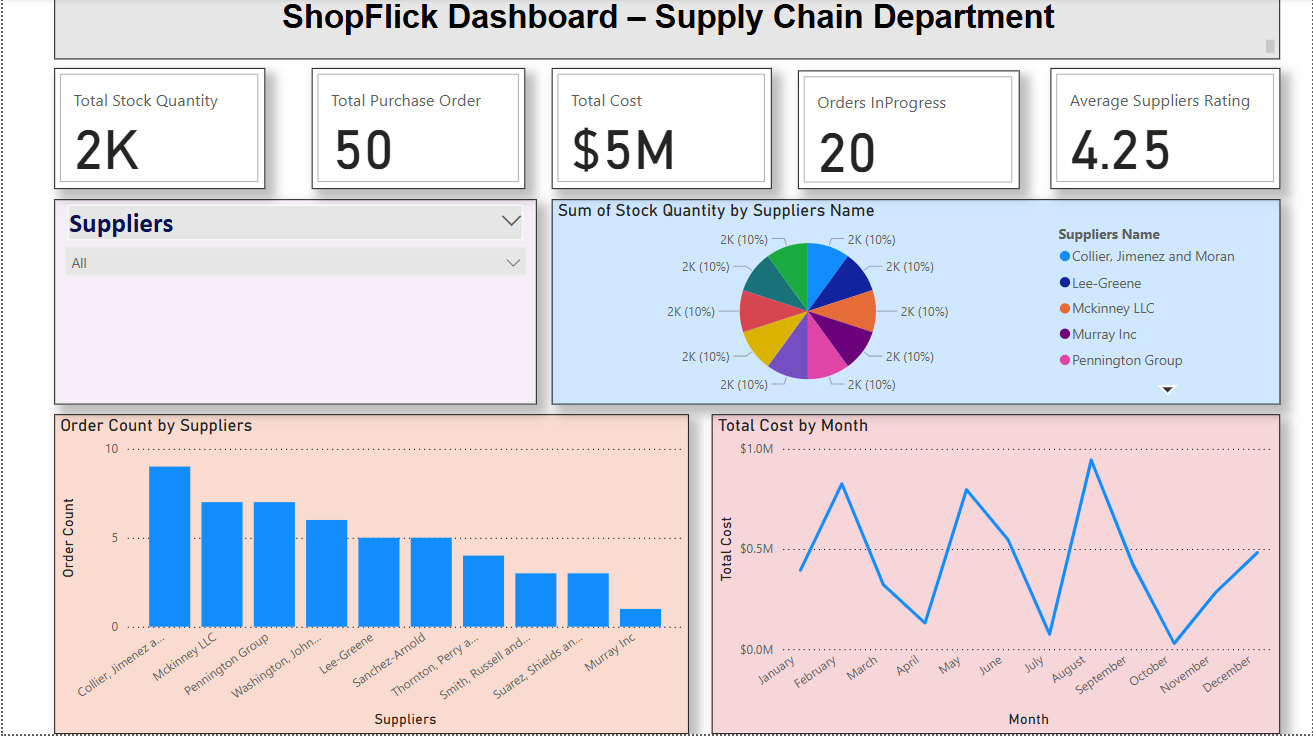 ShopFlick Dashboard – Supply Chain Department
Total Stock Quantity
2K
Total Purchase Order
50
Total Cost
$5M
Orders InProgress
20
Average Suppliers Rating
4.25
Suppliers
All
Sum of Stock Quantity by Suppliers Name
2K (10%)
2K (10%)
2K (10%)
2K (10%)
2K (10%)
2K (10%)
2K (10%)
2K (10%)
2K (10%)
2K (10%)
Suppliers Name
Collier, Jimenez and Moran
Lee-Greene
Mckinney LLC
Murray Inc
Pennington Group
Order Count by Suppliers
Order Count
10
5
0
Collier, Jimenez a...
Mckinney LLC
Pennington Group
Washington, John...
Lee-Greene
Sanchez-Arnold
Thornton, Perry a...
Smith, Russell and...
Suarez, Shields an...
Murray Inc
Suppliers
Total Cost by Month
Total Cost
$1.0M
$0.5M
$0.0M
January
February
March
April
May
June
July
August
September
October
November
December
Month